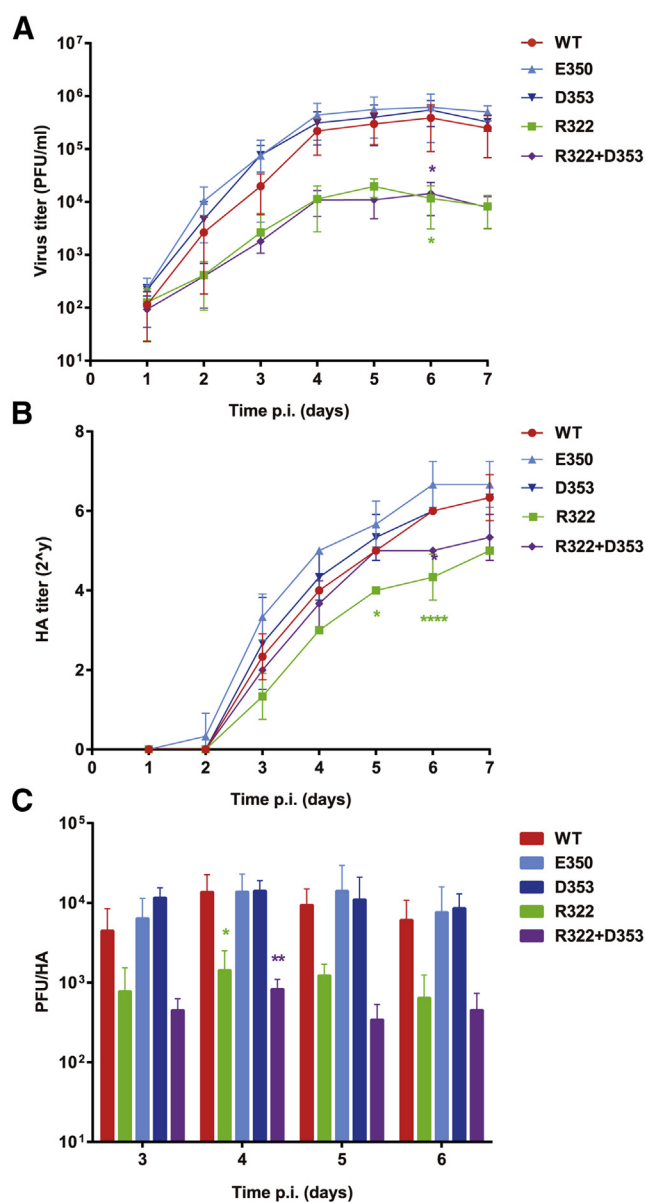 A
10^7
10^6
10^5
10^4
10^3
10^2
10^1
Virus titer (PFU/ml)
0 1 2 3 4 5 6 7
Time p.i. (days)
*
*
WT
E350
D353
R322
R322+D353
B
8
6
4
2
0
HA titer (2^y)
0 1 2 3 4 5 6 7
Time p.i. (days)
*
* ****
WT
E350
D353
R322
R322+D353
C
10^5
10^4
10^3
10^2
10^1
PFU/HA
* **
3 4 5 6
Time p.i. (days)
WT
E350
D353
R322
R322+D353